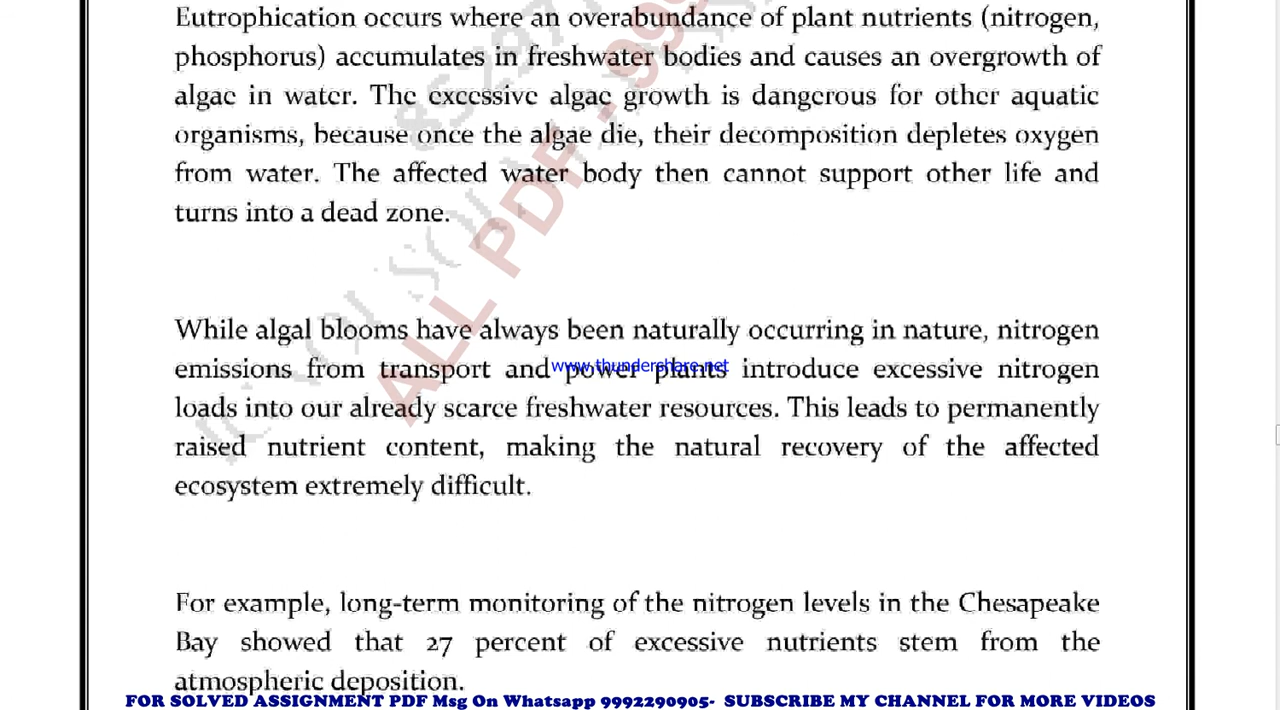 Eutrophication occurs where an overabundance of plant nutrients (nitrogen,
phosphorus) accumulates in freshwater bodies and causes an overgrowth of
algae in water. The excessive algae growth is dangerous for other aquatic
organisms, because once the algae die, their decomposition depletes oxygen
from water. The affected water body then cannot support other life and
turns into a dead zone.
While algal blooms have always been naturally occurring in nature, nitrogen
emissions from transport and power plants introduce excessive nitrogen
www.thundershare.net
loads into our already scarce freshwater resources. This leads to permanently
raised nutrient content, making the natural recovery of the affected
ecosystem extremely difficult.
For example, long-term monitoring of the nitrogen levels in the Chesapeake
Bay showed that 27 percent of excessive nutrients stem from the
atmospheric deposition.
ALL PDF - 999
FOR SOLVED ASSIGNMENT PDF Msg On Whatsapp 9992290905- SUBSCRIBE MY CHANNEL FOR MORE VIDEOS